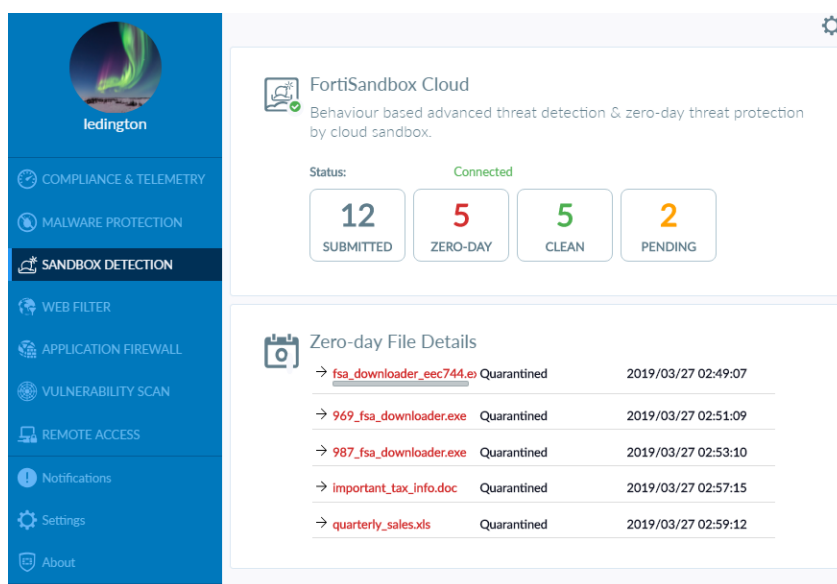 ledington
COMPLIANCE & TELEMETRY
MALWARE PROTECTION
SANDBOX DETECTION
WEB FILTER
APPLICATION FIREWALL
VULNERABILITY SCAN
REMOTE ACCESS
Notifications
Settings
About
FortiSandbox Cloud
Behaviour based advanced threat detection & zero-day threat protection
by cloud sandbox.
Status: Connected
12 5 5 2
SUBMITTED ZERO-DAY CLEAN PENDING
Zero-day File Details
fsa_downloader_eec744.ex Quarantined 2019/03/27 02:49:07
969_fsa_downloader.exe Quarantined 2019/03/27 02:51:09
987_fsa_downloader.exe Quarantined 2019/03/27 02:53:10
important_tax_info.doc Quarantined 2019/03/27 02:57:15
quarterly_sales.xls Quarantined 2019/03/27 02:59:12